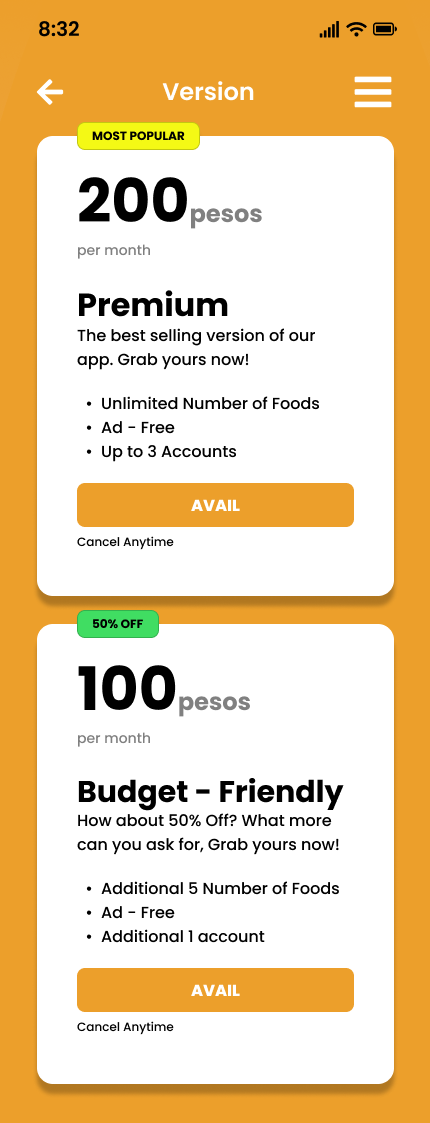 8:32
Version
MOST POPULAR
200pesos
per month
Premium
The best selling version of our
app. Grab yours now!
• Unlimited Number of Foods
• Ad - Free
• Up to 3 Accounts
AVAIL
Cancel Anytime
50% OFF
100pesos
per month
Budget - Friendly
How about 50% Off? What more
can you ask for, Grab yours now!
• Additional 5 Number of Foods
• Ad - Free
• Additional 1 account
AVAIL
Cancel Anytime